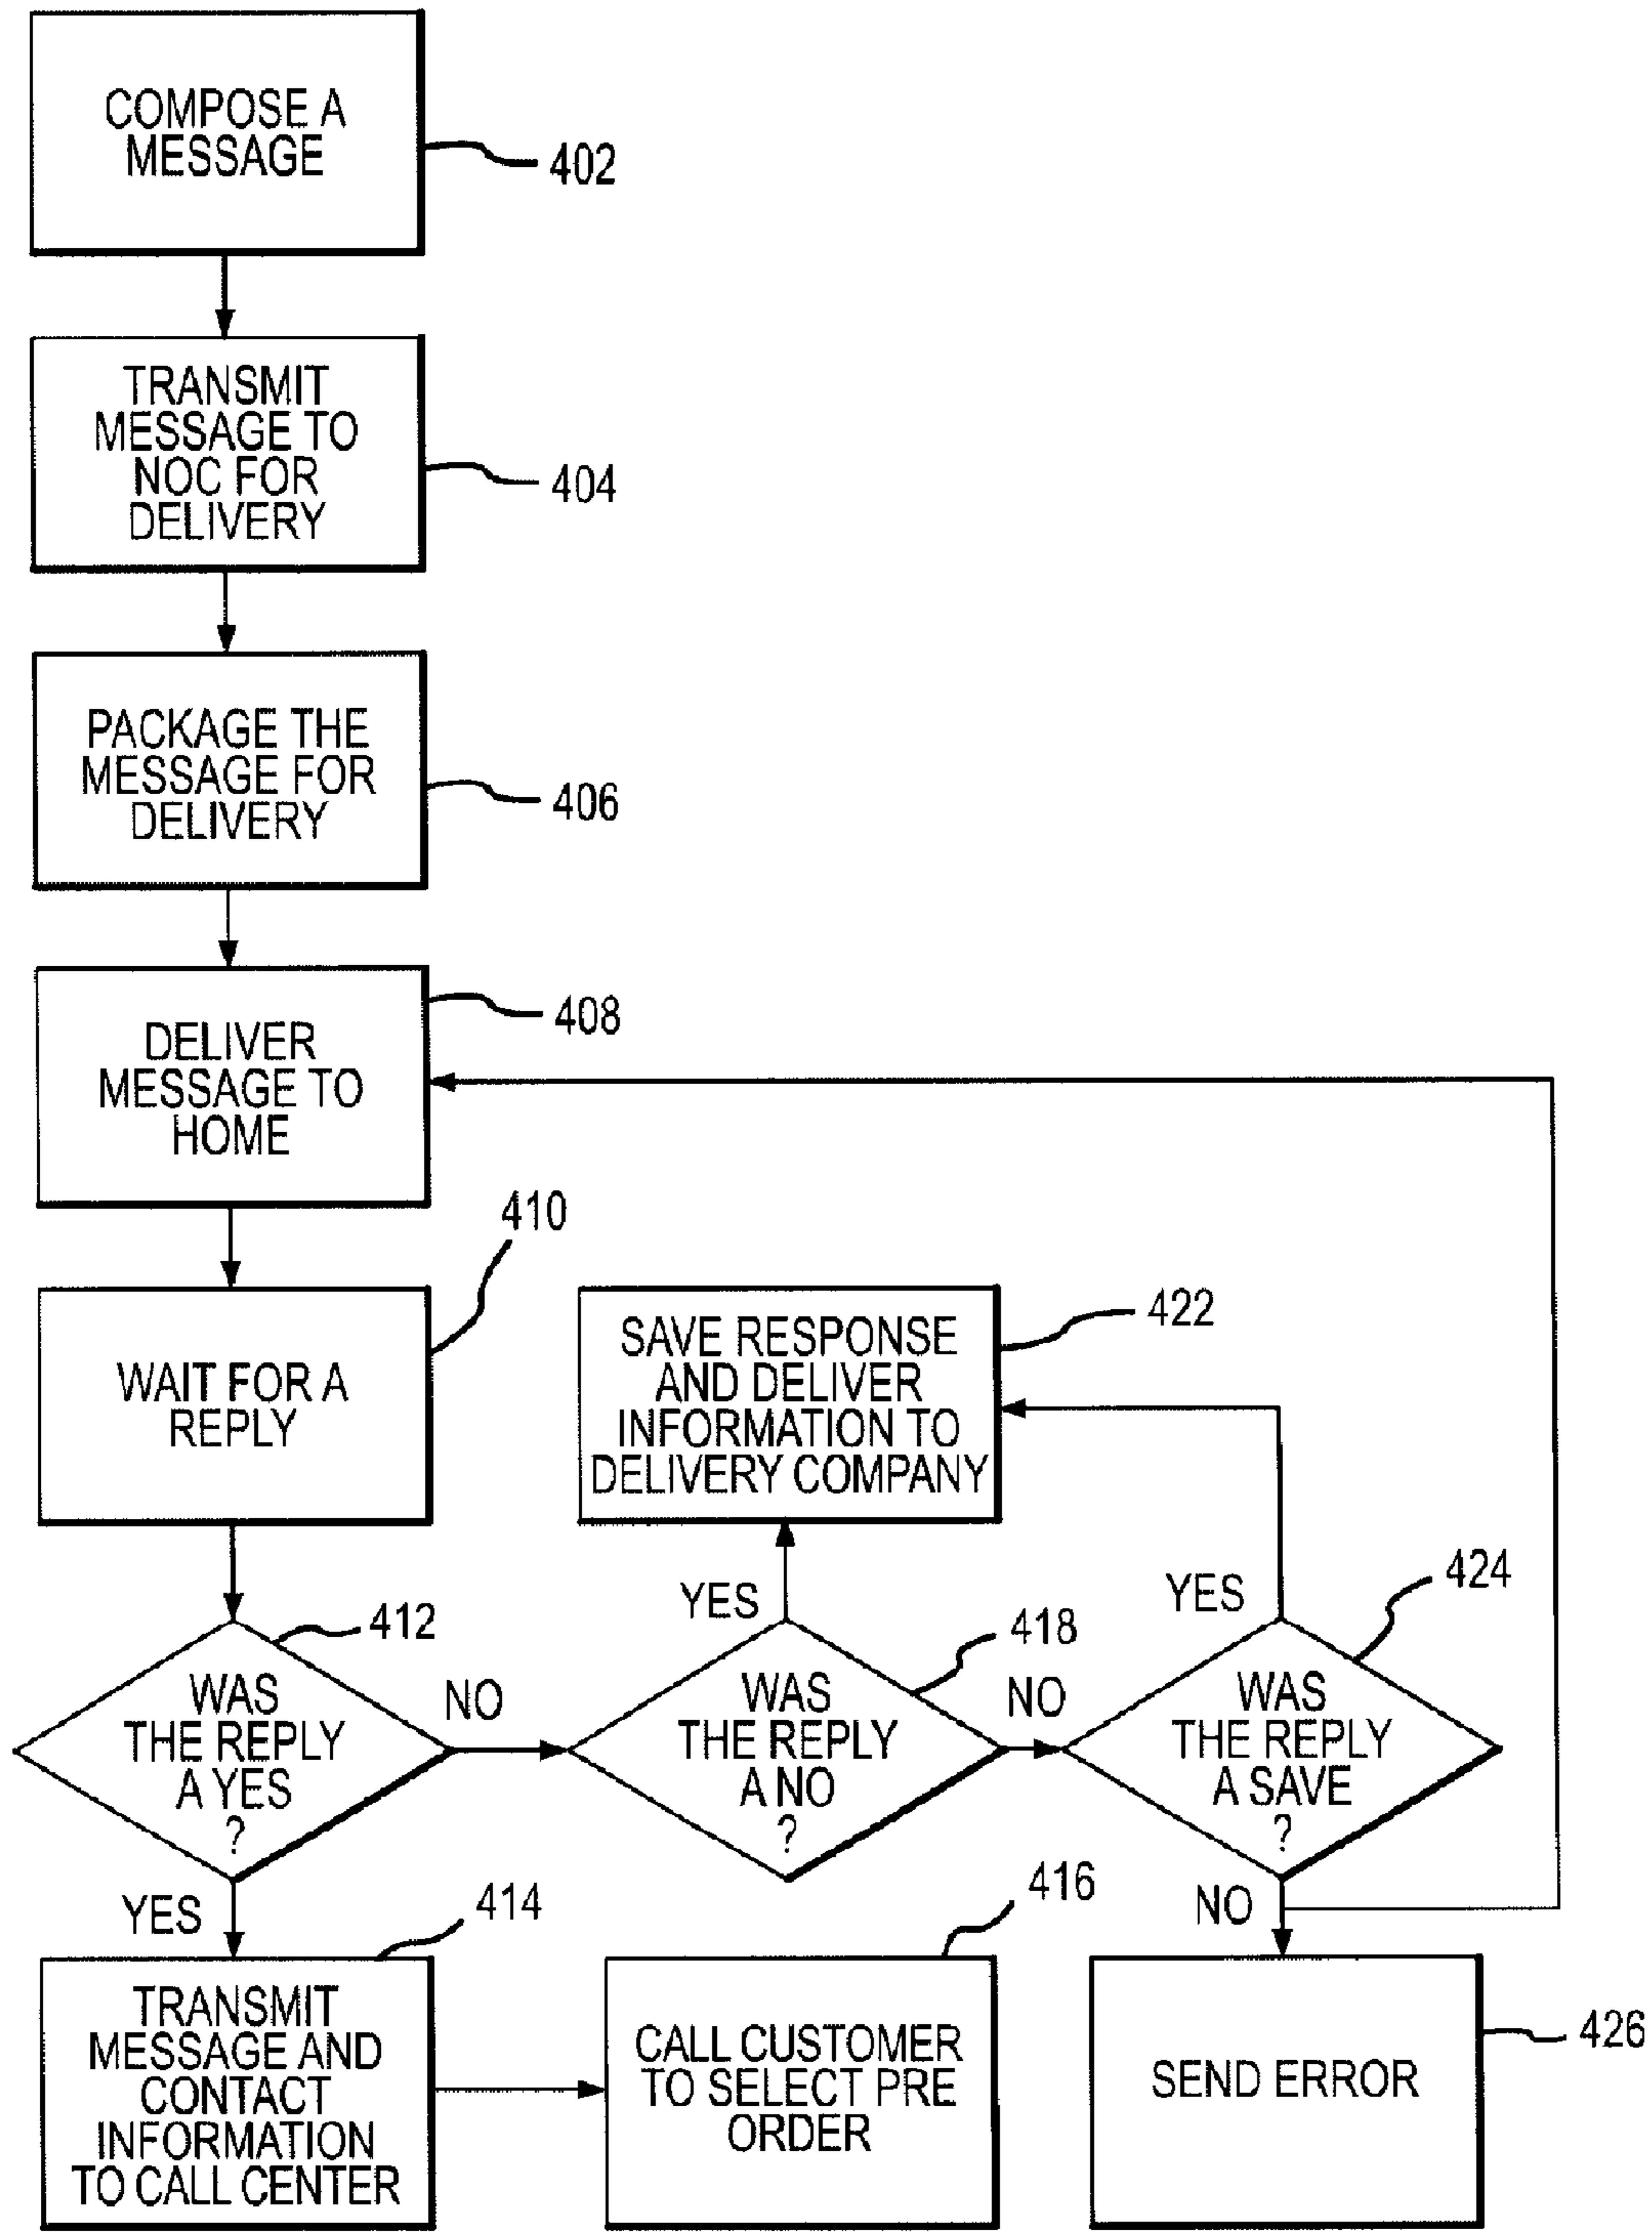 COMPOSE A
MESSAGE
402
TRANSMIT
MESSAGE TO
NOC FOR
DELIVERY
404
PACKAGE THE
MESSAGE FOR
DELIVERY
406
DELIVER
MESSAGE TO
HOME
408
WAIT FOR A
REPLY
410
SAVE RESPONSE
AND DELIVER
INFORMATION TO
DELIVERY COMPANY
422
WAS
THE REPLY
A YES
?
412
NO
YES
WAS
THE REPLY
A NO
?
418
YES
NO
WAS
THE REPLY
A SAVE
?
424
YES
NO
TRANSMIT
MESSAGE AND
CONTACT
INFORMATION
TO CALL CENTER
414
CALL CUSTOMER
TO SELECT PRE
ORDER
416
SEND ERROR
426